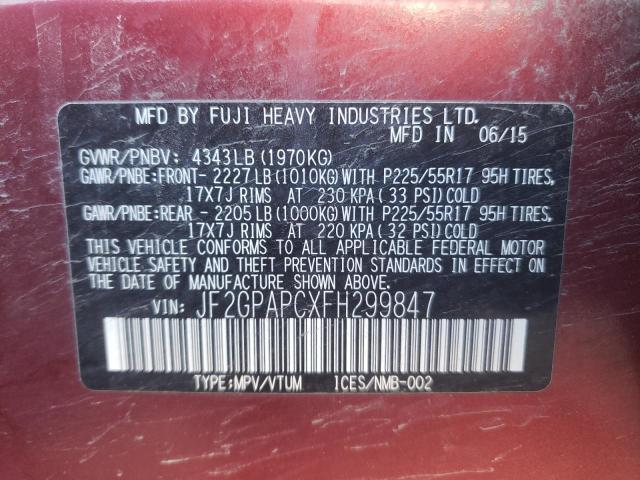 MFD BY FUJI HEAVY INDUSTRIES LTD.
MFD IN 06/15
GVWR/PNBV: 4343LB(1970KG)
GAWR/PNBE:FRONT- 2227LB(1010KG)WITH P225/55R17 95H TIRES,
17X7J RIMS AT 230 KPA(33 PSI)COLD
GAWR/PNBE:REAR - 2205LB(1000KG)WITH P225/55R17 95H TIRES,
17X7J RIMS AT 220 KPA(32 PSI)COLD
THIS VEHICLE CONFORMS TO ALL APPLICABLE FEDERAL MOTOR
VEHICLE SAFETY AND THEFT PREVENTION STANDARDS IN EFFECT ON
THE DATE OF MANUFACTURE SHOWN ABOVE.
VIN: JF2GPAPCXFH299847
TYPE:MPV/VTUM ICES/NMB-002